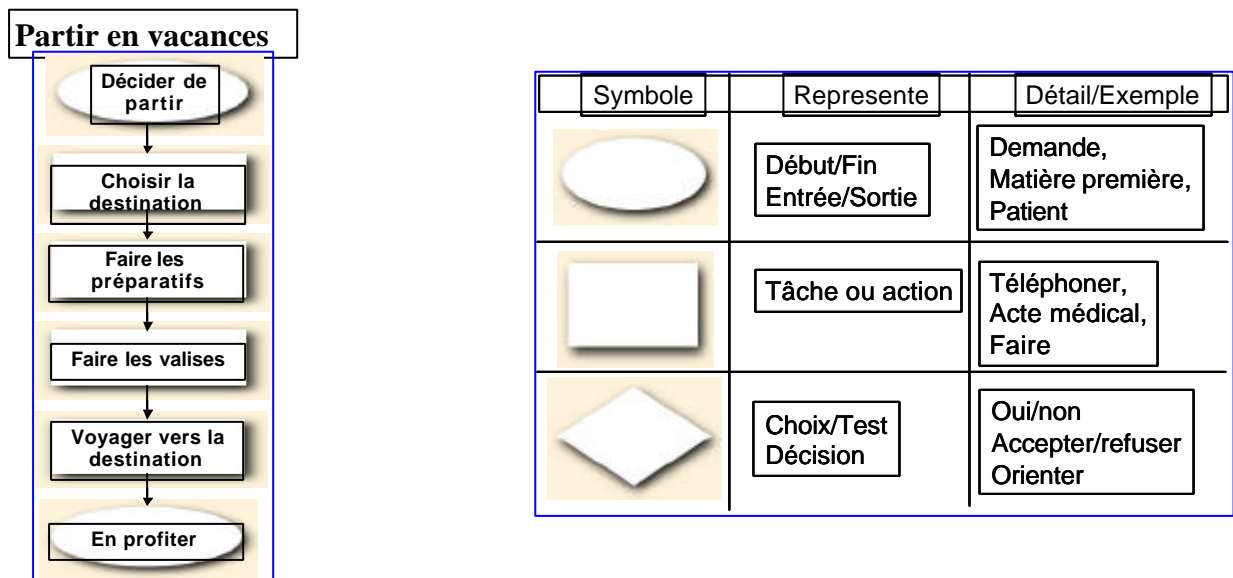 Partir en vacances
Décider de
partir
Choisir la
destination
Faire les
préparatifs
Faire les valises
Voyager vers la
destination
En profiter
Symbole
Represente
Détail/Exemple
Début/Fin
Entrée/Sortie
Demande,
Matière première,
Patient
Tâche ou action
Téléphoner,
Acte médical,
Faire
Choix/Test
Décision
Oui/non
Accepter/refuser
Orienter